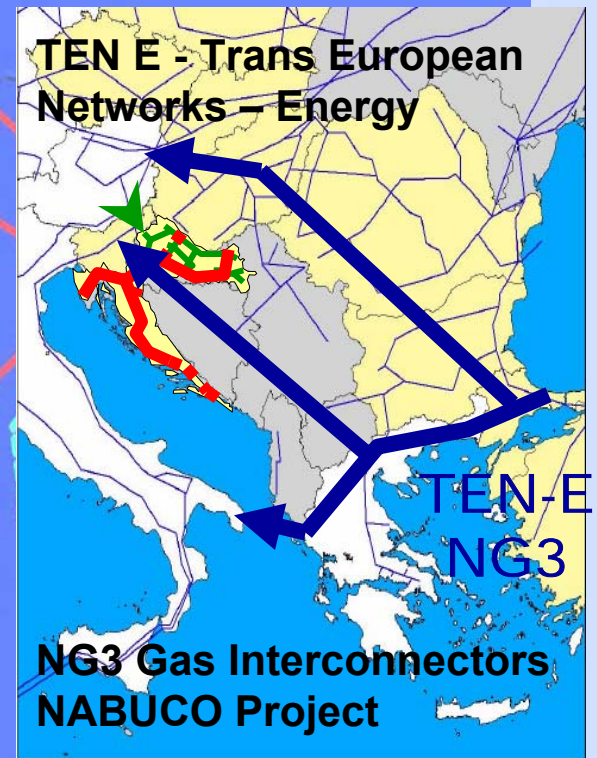 TEN E - Trans European
Networks – Energy
TEN-E
NG3
NG3 Gas Interconnectors
NABUCO Project